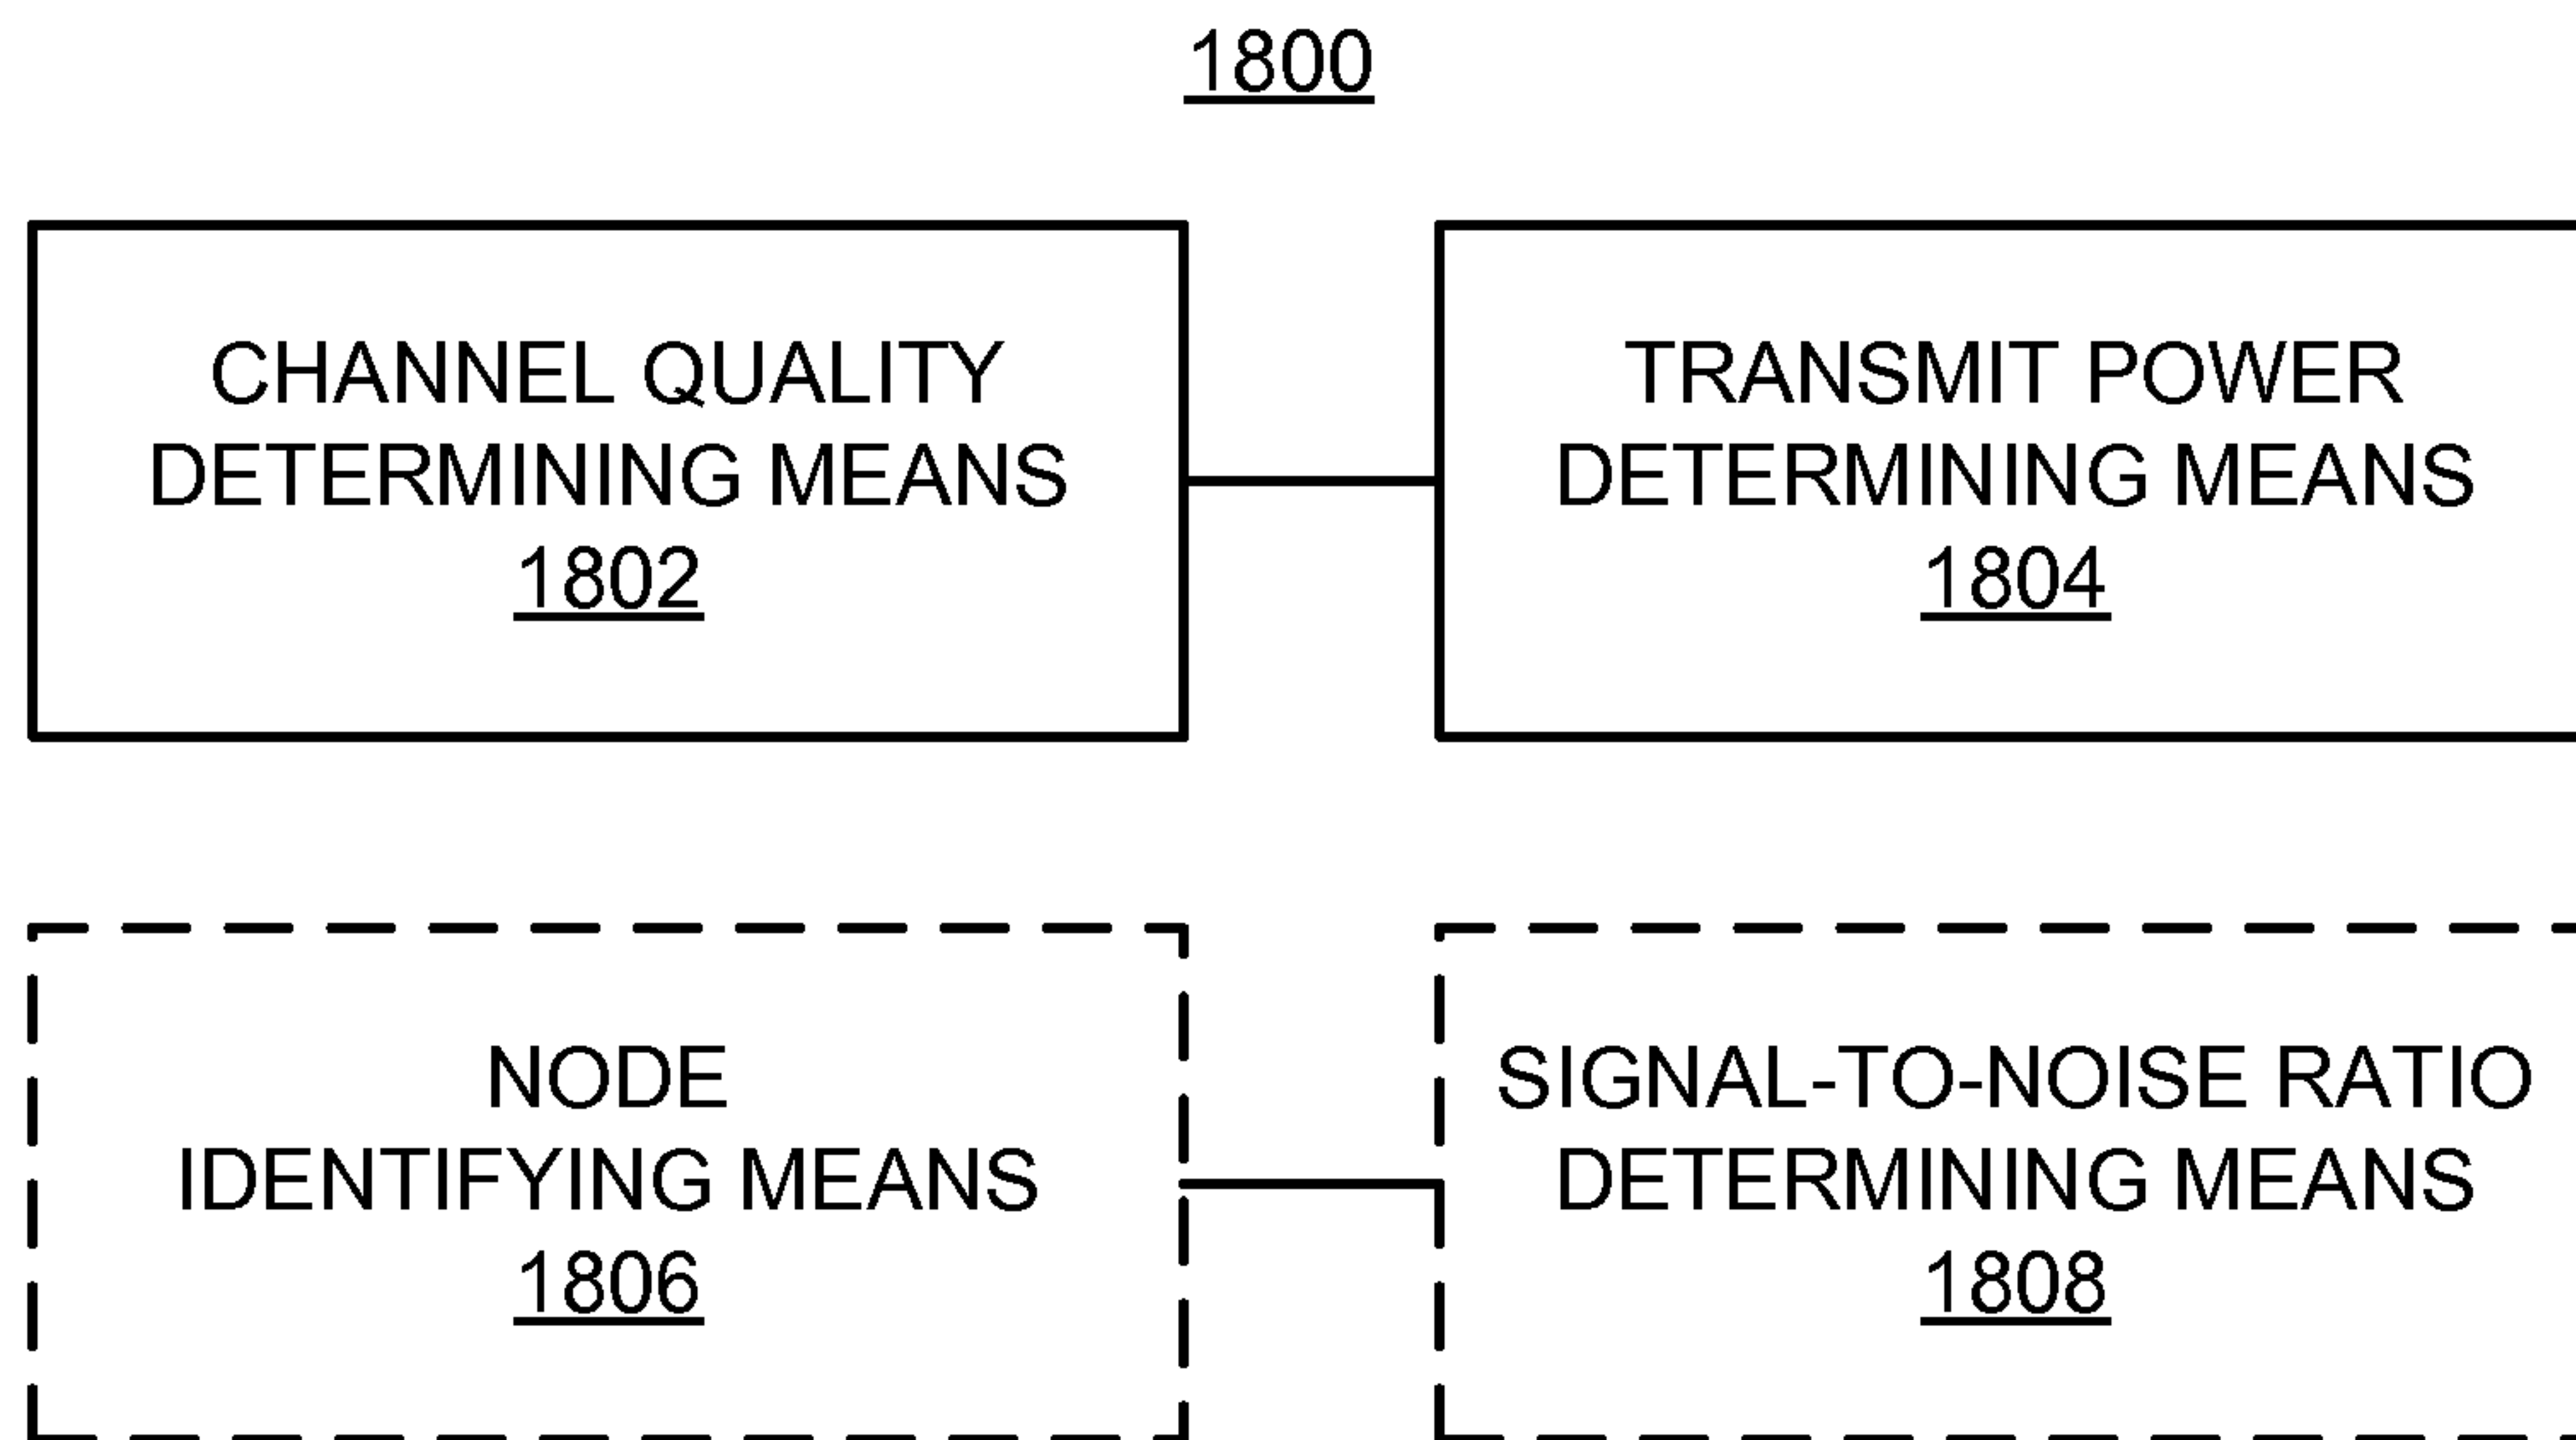 1800
CHANNEL QUALITY
DETERMINING MEANS
1802
TRANSMIT POWER
DETERMINING MEANS
1804
NODE
IDENTIFYING MEANS
1806
SIGNAL-TO-NOISE RATIO
DETERMINING MEANS
1808